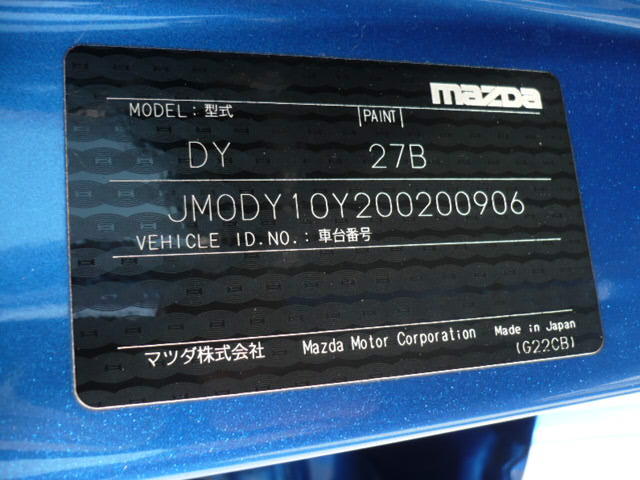 mazda
MODEL: 型式 |PAINT|
DY 27B
JM0DY10Y200200906
VEHICLE ID.NO.: 車台番号
マツダ株式会社 Mazda Motor Corporation Made in Japan
(G22CB)